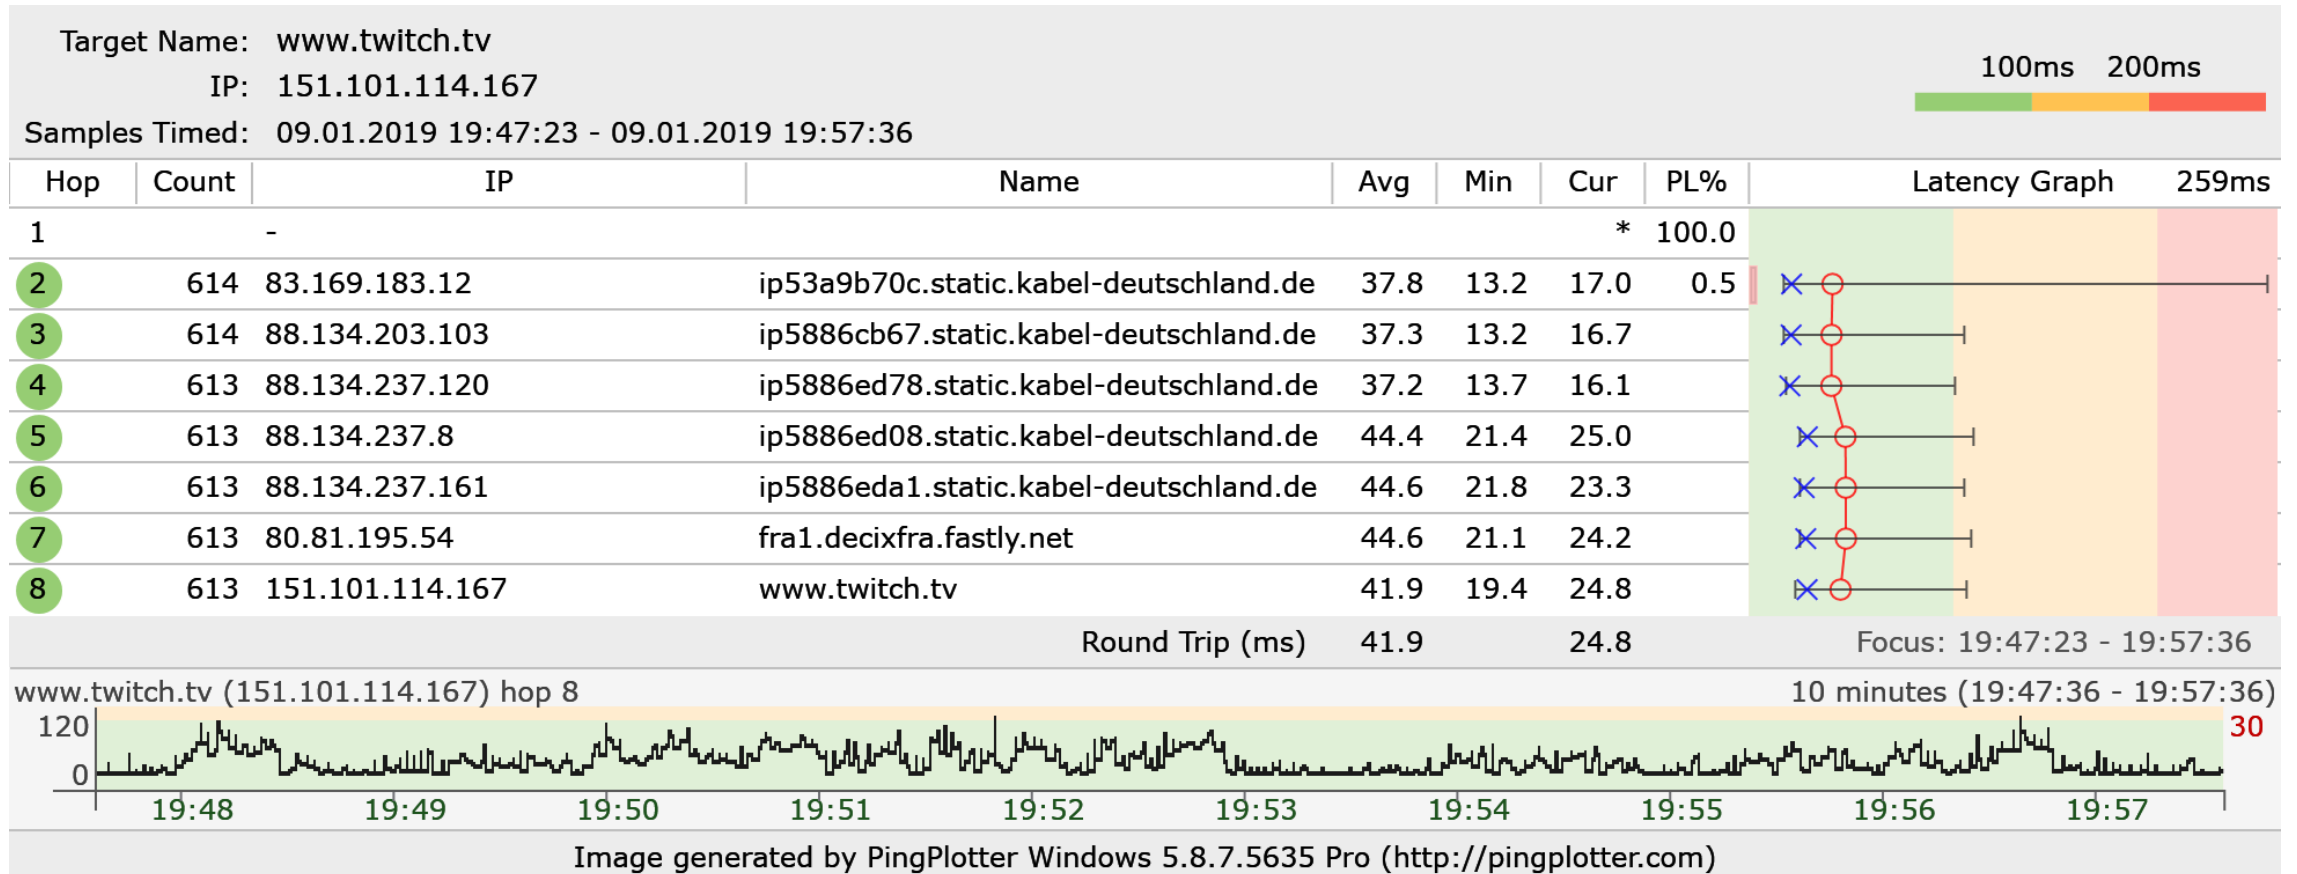 Target Name: www.twitch.tv
IP: 151.101.114.167
Samples Timed: 09.01.2019 19:47:23 - 09.01.2019 19:57:36
100ms 200ms
Hop Count IP Name Avg Min Cur PL% Latency Graph 259ms
1 - * 100.0
2 614 83.169.183.12 ip53a9b70c.static.kabel-deutschland.de 37.8 13.2 17.0 0.5
3 614 88.134.203.103 ip5886cb67.static.kabel-deutschland.de 37.3 13.2 16.7
4 613 88.134.237.120 ip5886ed78.static.kabel-deutschland.de 37.2 13.7 16.1
5 613 88.134.237.8 ip5886ed08.static.kabel-deutschland.de 44.4 21.4 25.0
6 613 88.134.237.161 ip5886eda1.static.kabel-deutschland.de 44.6 21.8 23.3
7 613 80.81.195.54 fra1.decixfra.fastly.net 44.6 21.1 24.2
8 613 151.101.114.167 www.twitch.tv 41.9 19.4 24.8
Round Trip (ms) 41.9 24.8 Focus: 19:47:23 - 19:57:36
www.twitch.tv (151.101.114.167) hop 8 10 minutes (19:47:36 - 19:57:36)
120 30
0
19:48 19:49 19:50 19:51 19:52 19:53 19:54 19:55 19:56 19:57
Image generated by PingPlotter Windows 5.8.7.5635 Pro (http://pingplotter.com)